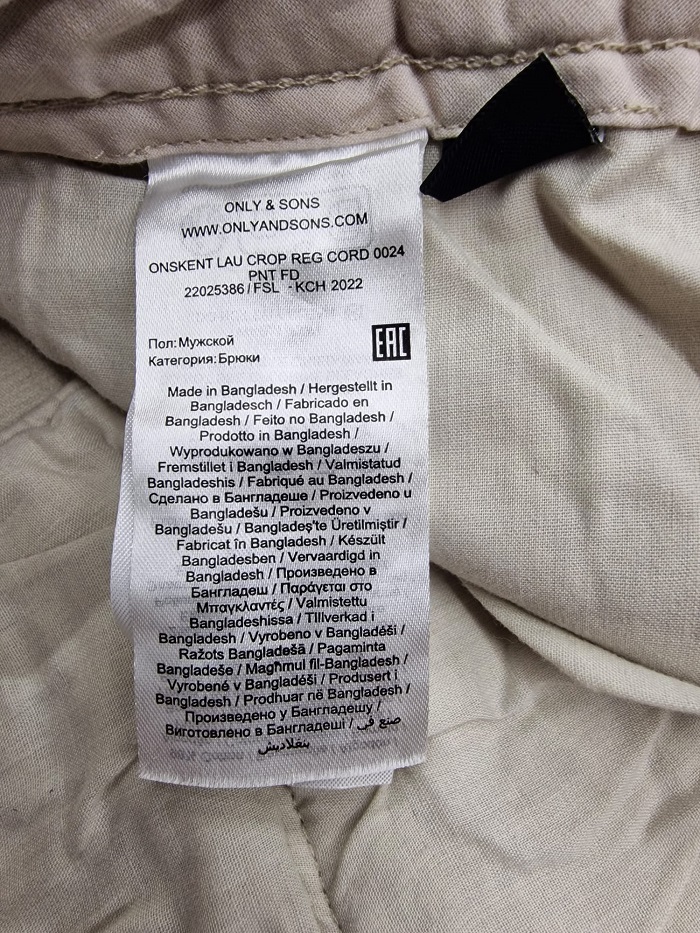 ONLY & SONS
WWW.ONLYANDSONS.COM
ONSKENT LAU CROP REG CORD 0024
PNT FD
22025386 / FSL - KCH 2022
Пол: Мужской
Категория: Брюки
EAC
Made in Bangladesh / Hergestellt in
Bangladesch / Fabricado en
Bangladesh / Feito no Bangladesh /
Prodotto in Bangladesh /
Wyprodukowano w Bangladeszu /
Fremstillet i Bangladesh / Valmistatud
Bangladeshis / Fabriqué au Bangladesh /
Сделано в Бангладеше / Proizvedeno u
Bangladešu / Proizvedeno v
Bangladešu / Bangladeş'te Üretilmiştir /
Fabricat în Bangladesh / Készült
Bangladesben / Vervaardigd in
Bangladesh / Произведено в
Бангладеш / Παράγεται στο
Μπαγκλαντές / Valmistettu
Bangladeshissa / Tillverkad i
Bangladesh / Vyrobeno v Bangladéši /
Ražots Bangladešā / Pagaminta
Bangladeše / Magħmul fil-Bangladesh /
Vyrobené v Bangladéši / Produsert i
Bangladesh / Prodhuar në Bangladesh /
Произведено у Бангладешу /
Виготовлено в Бангладеші / صنع في
بنغلاديش